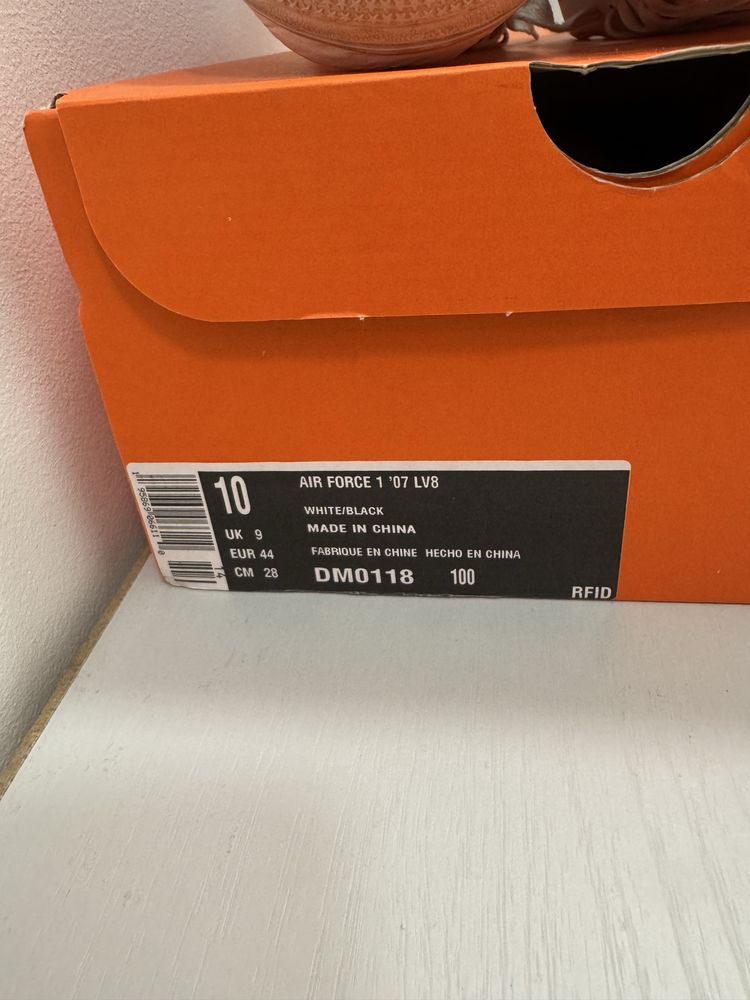 10
AIR FORCE 1 '07 LV8
WHITE/BLACK
UK 9
MADE IN CHINA
EUR 44
FABRIQUE EN CHINE HECHO EN CHINA
CM 28
DM0118 100
RFID
14